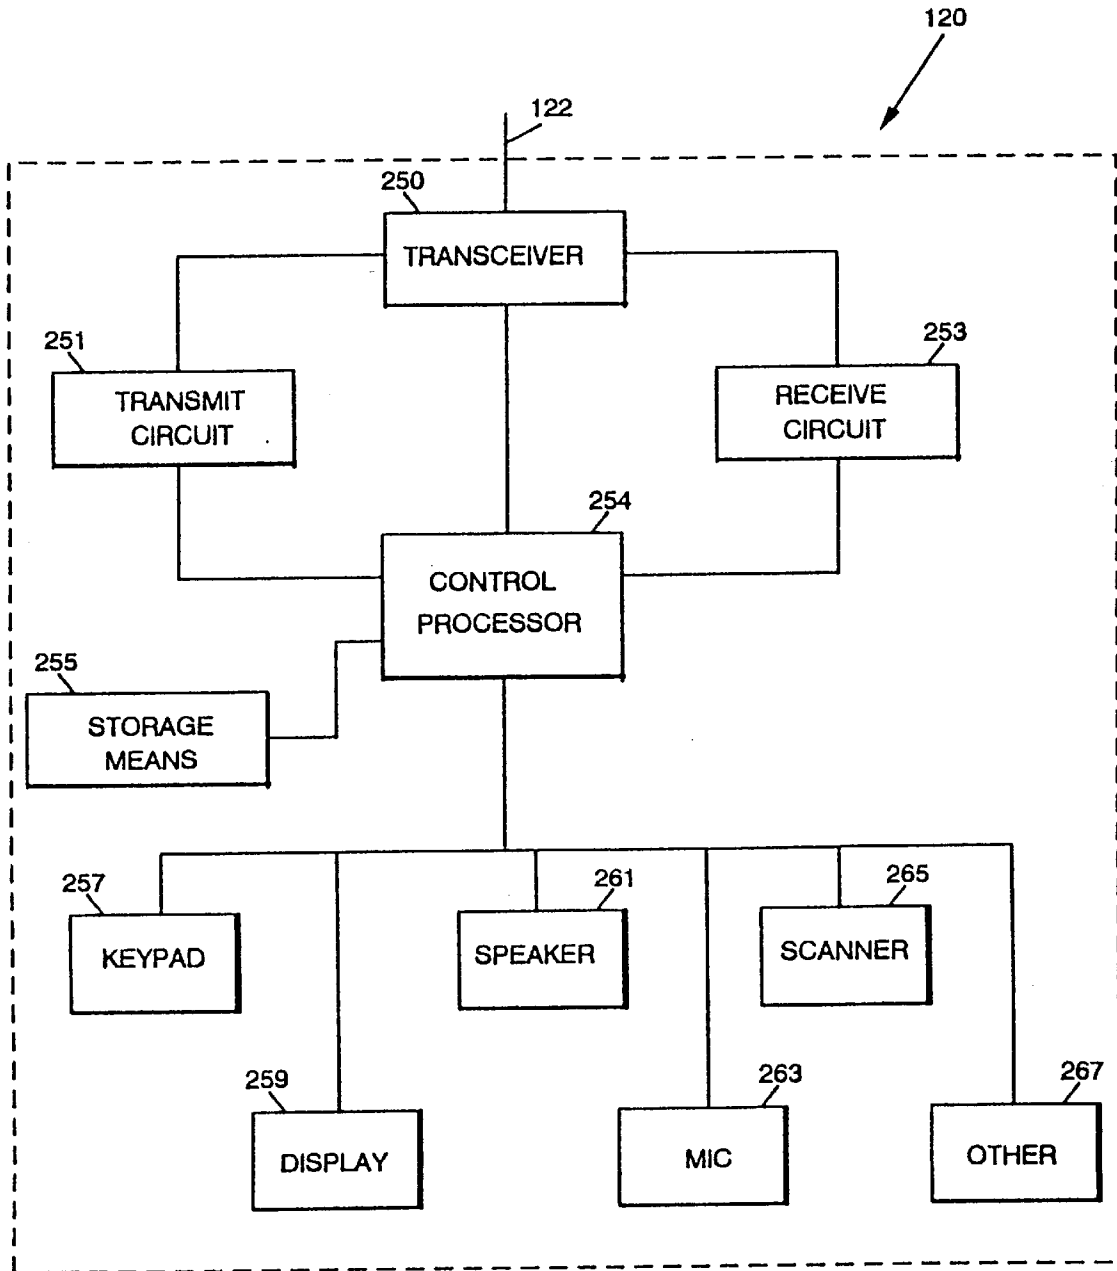 120
122
250
TRANSCEIVER
251
TRANSMIT
CIRCUIT
253
RECEIVE
CIRCUIT
254
CONTROL
PROCESSOR
255
STORAGE
MEANS
257
KEYPAD
261
SPEAKER
265
SCANNER
259
DISPLAY
263
MIC
267
OTHER